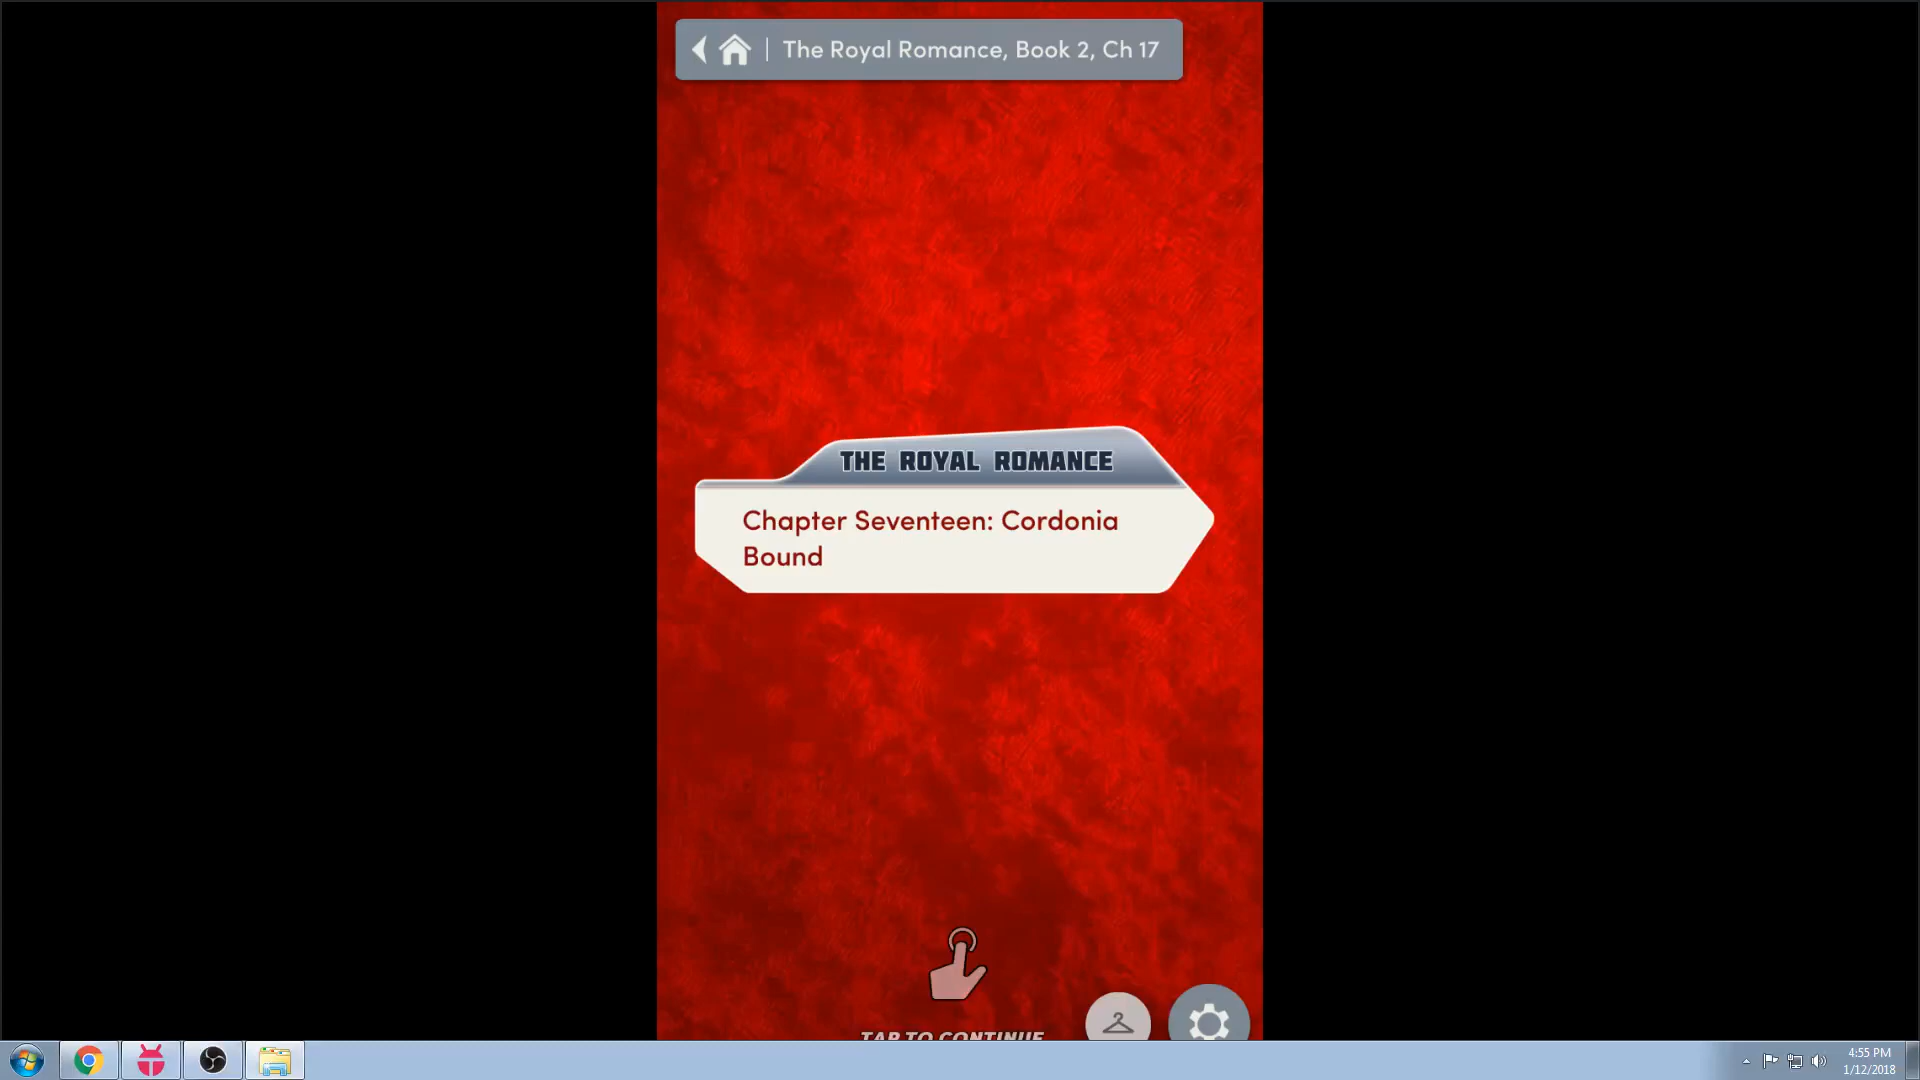 The Royal Romance, Book 2, Ch 17
THE ROYAL ROMANCE
Chapter Seventeen: Cordonia
Bound
TAP TO CONTINUE
4:55 PM
1/12/2018